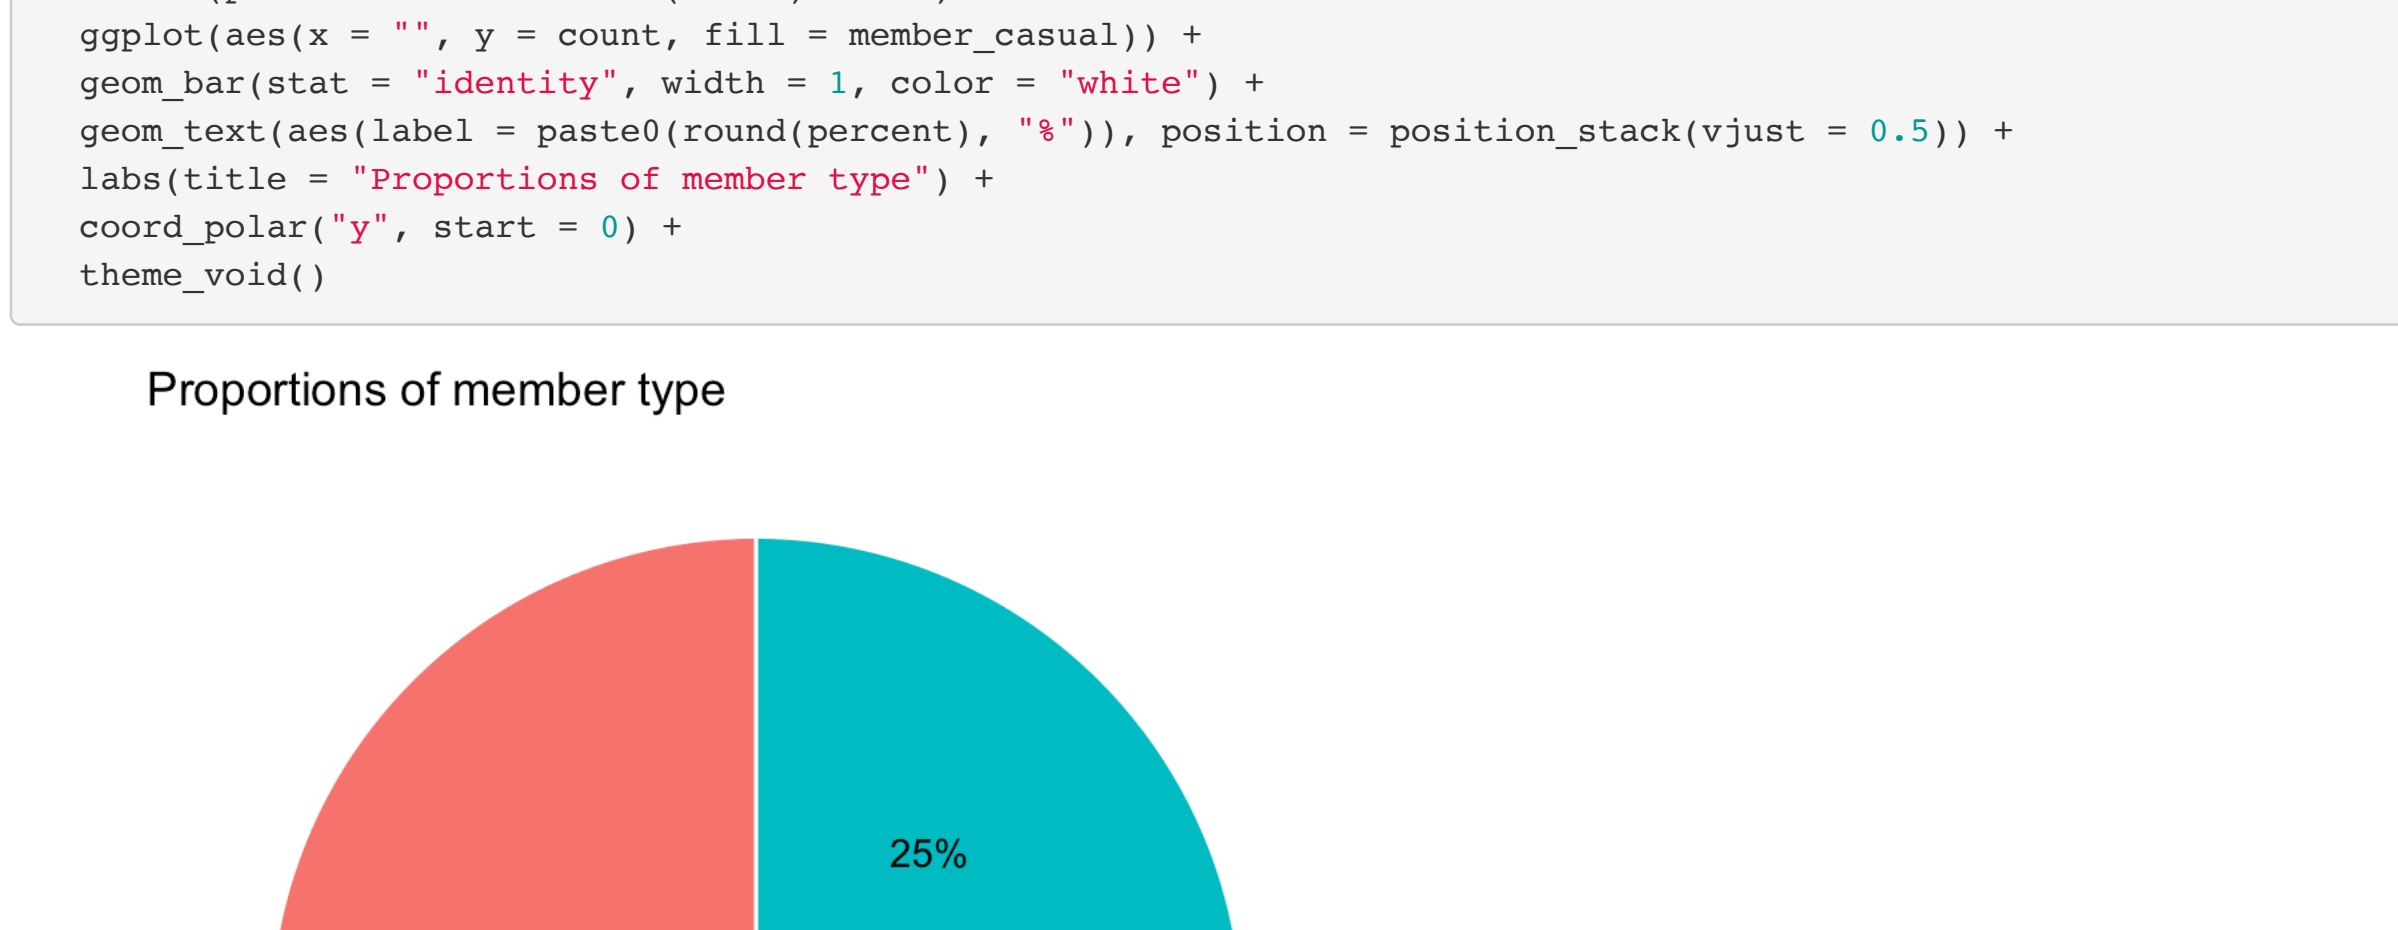 ggplot(aes(x = "", y = count, fill = member_casual)) +
geom_bar(stat = "identity", width = 1, color = "white") +
geom_text(aes(label = paste0(round(percent), "%")), position = position_stack(vjust = 0.5)) +
labs(title = "Proportions of member type") +
coord_polar("y", start = 0) +
theme_void()
Proportions of member type
25%